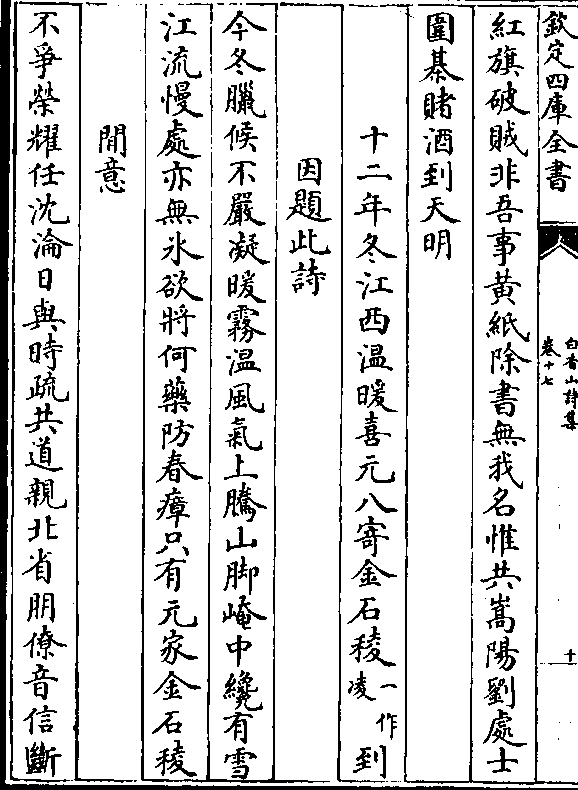 欽定四庫全書
白香山詩集
卷十七
十
紅旗破賊非吾事黄紙除書無我名惟共嵩陽劉處士
圍棊賭酒到天明
十二年冬江西温暖喜元八寄金石稜一作凌到
因題此詩
今冬臘候不嚴凝暖霧温風氣上騰山脚崦中纔有雪
江流慢處亦無氷欲將何藥防春瘴只有元家金石稜
閒意
不爭榮耀任沈淪日與時疏共道親北省朋僚音信斷